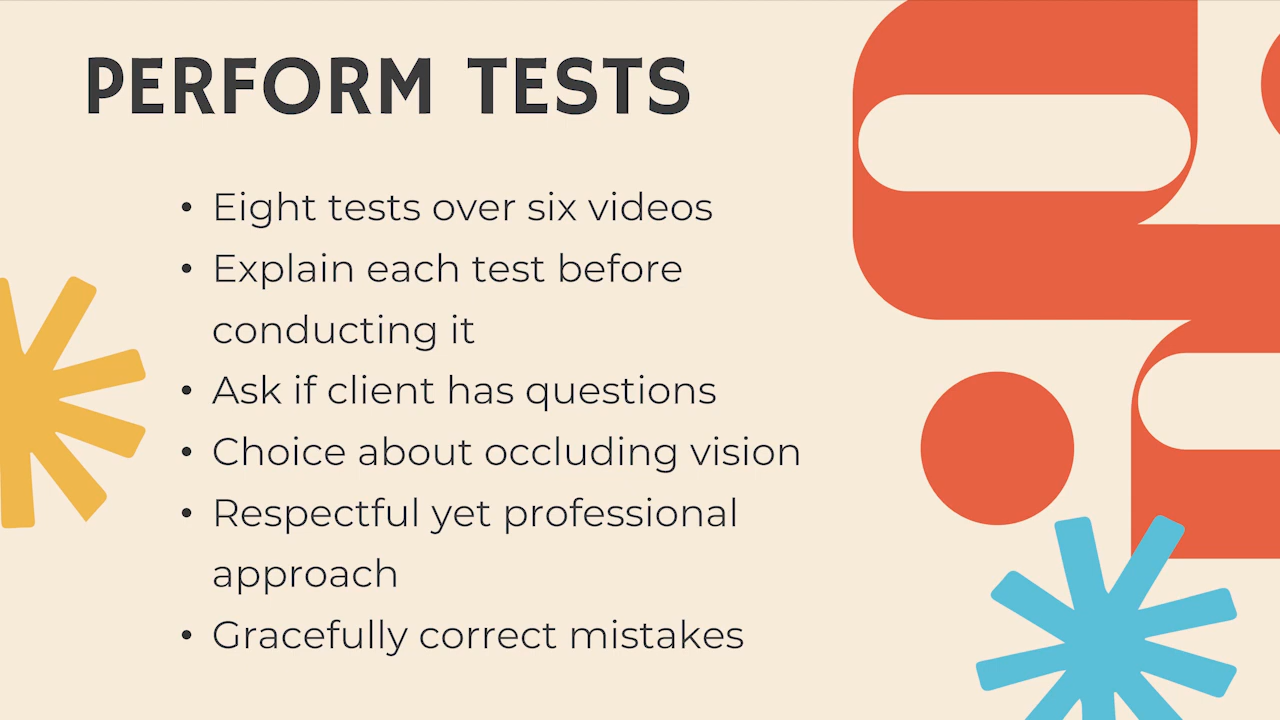 PERFORM TESTS
• Eight tests over six videos
• Explain each test before
conducting it
• Ask if client has questions
• Choice about occluding vision
• Respectful yet professional
approach
• Gracefully correct mistakes